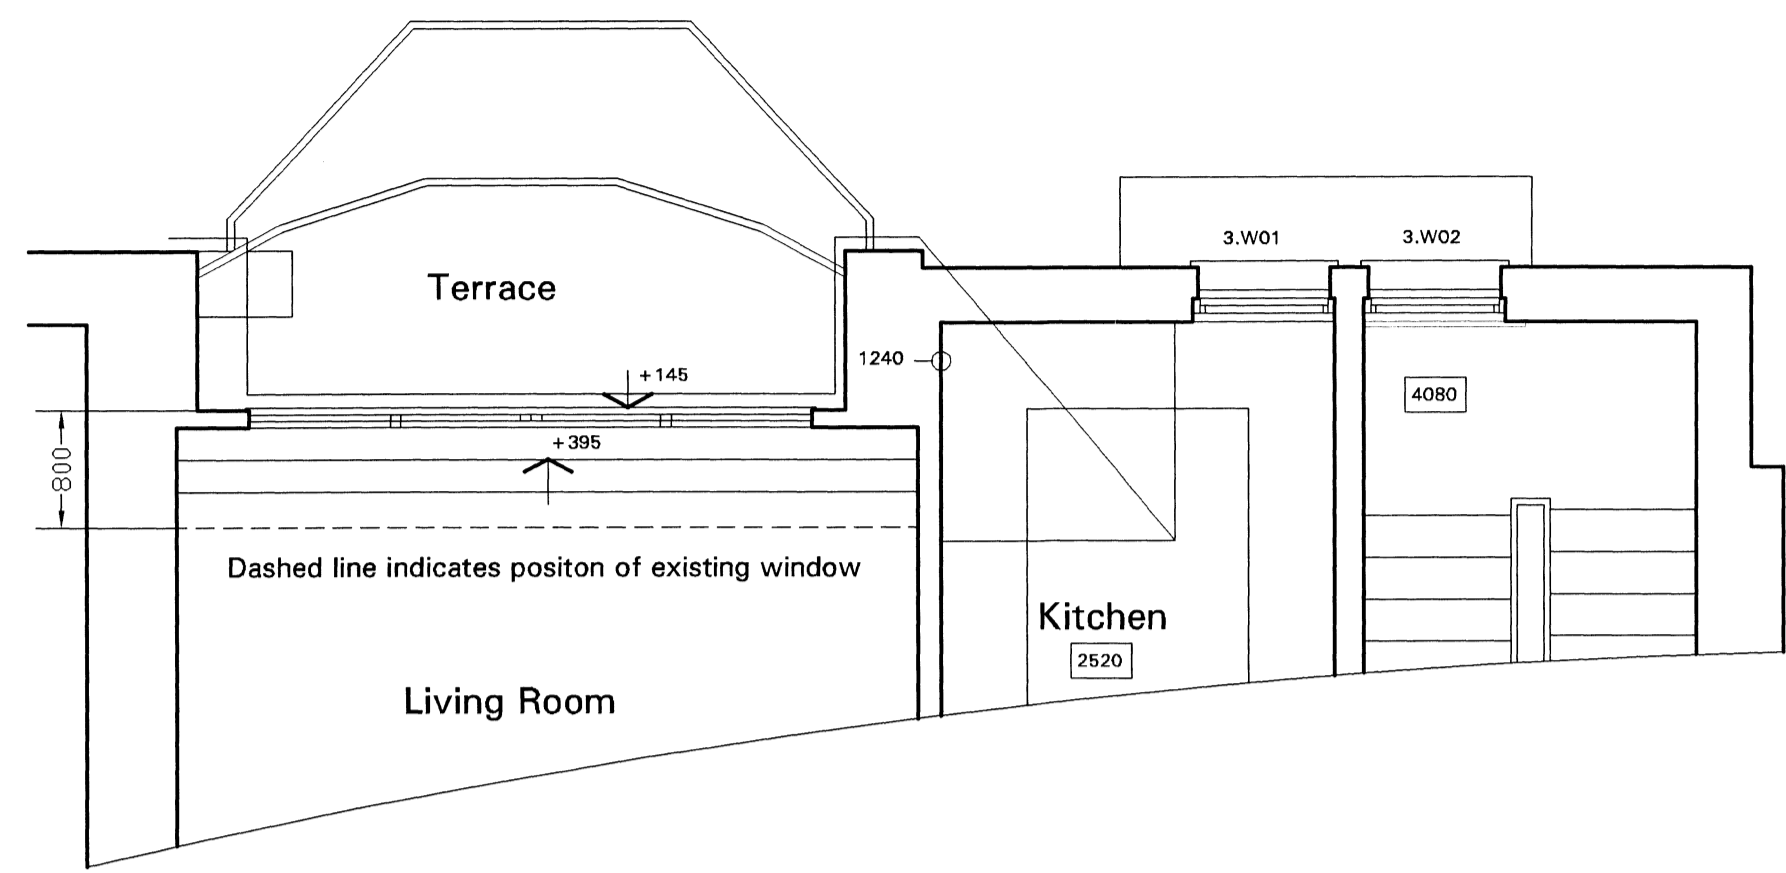 3.W01
3.W02
Terrace
1240
+145
4080
+395
800
Dashed line indicates positon of existing window
Kitchen
2520
Living Room